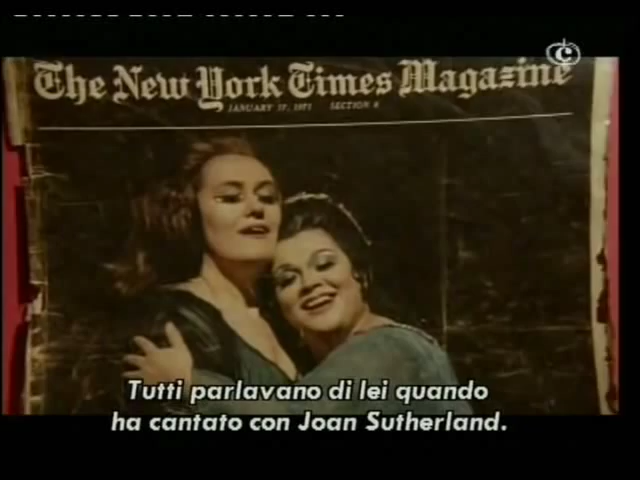 The New York Times Magazine
JANUARY 17, 1971 SECTION 6
Tutti parlavano di lei quando
ha cantato con Joan Sutherland.